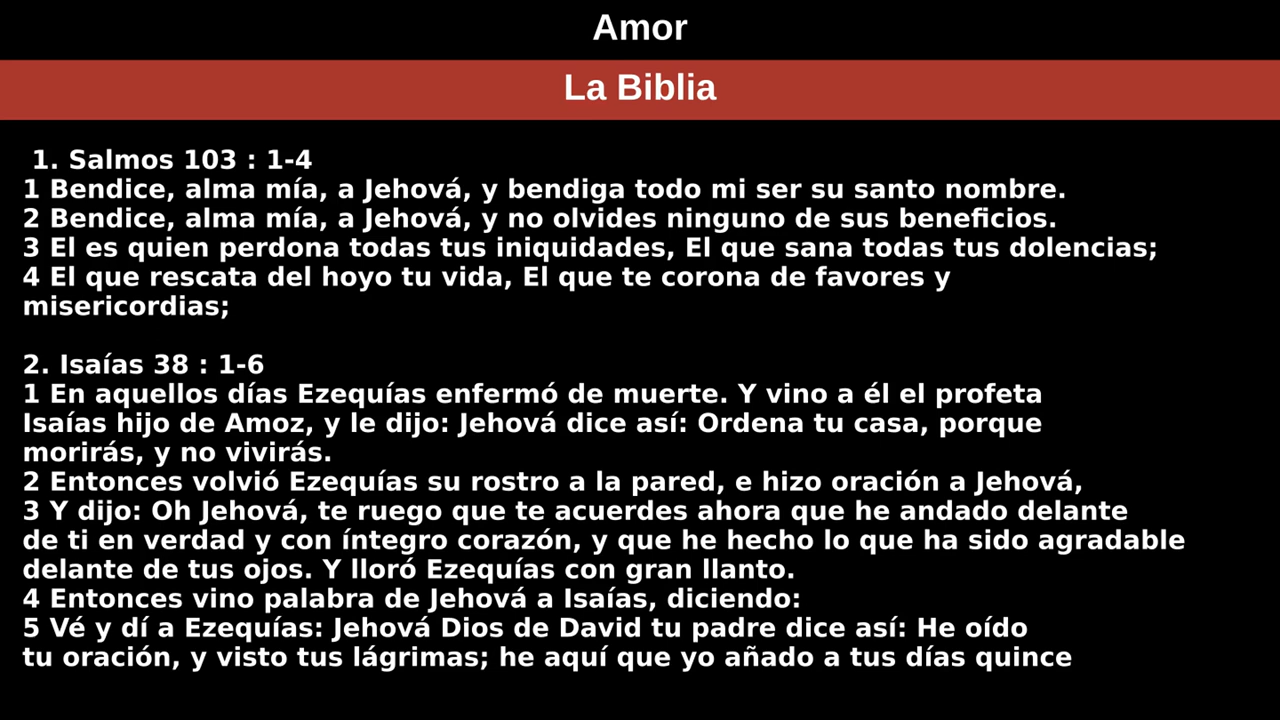 Amor
La Biblia
1. Salmos 103 : 1-4
1 Bendice, alma mía, a Jehová, y bendiga todo mi ser su santo nombre.
2 Bendice, alma mía, a Jehová, y no olvides ninguno de sus beneficios.
3 El es quien perdona todas tus iniquidades, El que sana todas tus dolencias;
4 El que rescata del hoyo tu vida, El que te corona de favores y
misericordias;
2. Isaías 38 : 1-6
1 En aquellos días Ezequías enfermó de muerte. Y vino a él el profeta
Isaías hijo de Amoz, y le dijo: Jehová dice así: Ordena tu casa, porque
morirás, y no vivirás.
2 Entonces volvió Ezequías su rostro a la pared, e hizo oración a Jehová,
3 Y dijo: Oh Jehová, te ruego que te acuerdes ahora que he andado delante
de ti en verdad y con íntegro corazón, y que he hecho lo que ha sido agradable
delante de tus ojos. Y lloró Ezequías con gran llanto.
4 Entonces vino palabra de Jehová a Isaías, diciendo:
5 Vé y dí a Ezequías: Jehová Dios de David tu padre dice así: He oído
tu oración, y visto tus lágrimas; he aquí que yo añado a tus días quince